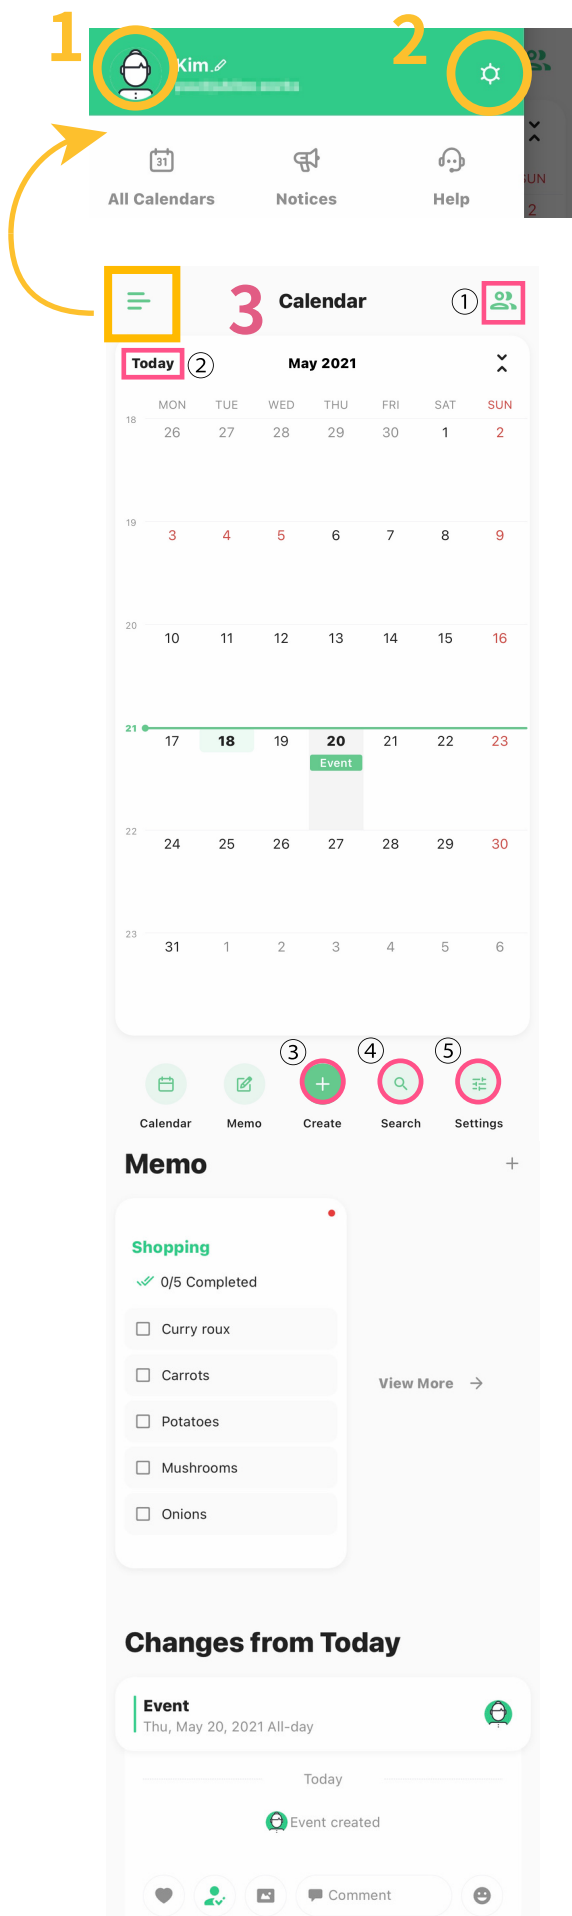 1
2
Kim
31
All Calendars
Notices
Help
SUN
2
3
Calendar
①
Today
②
May 2021
MON TUE WED THU FRI SAT SUN
18
26 27 28 29 30 1 2
19
3 4 5 6 7 8 9
20
10 11 12 13 14 15 16
21
17 18 19 20 21 22 23
Event
22
24 25 26 27 28 29 30
23
31 1 2 3 4 5 6
③ ④ ⑤
Calendar Memo Create Search Settings
Memo
Shopping
0/5 Completed
Curry roux
Carrots
View More
Potatoes
Mushrooms
Onions
Changes from Today
Event
Thu, May 20, 2021 All-day
Today
Event created
Comment